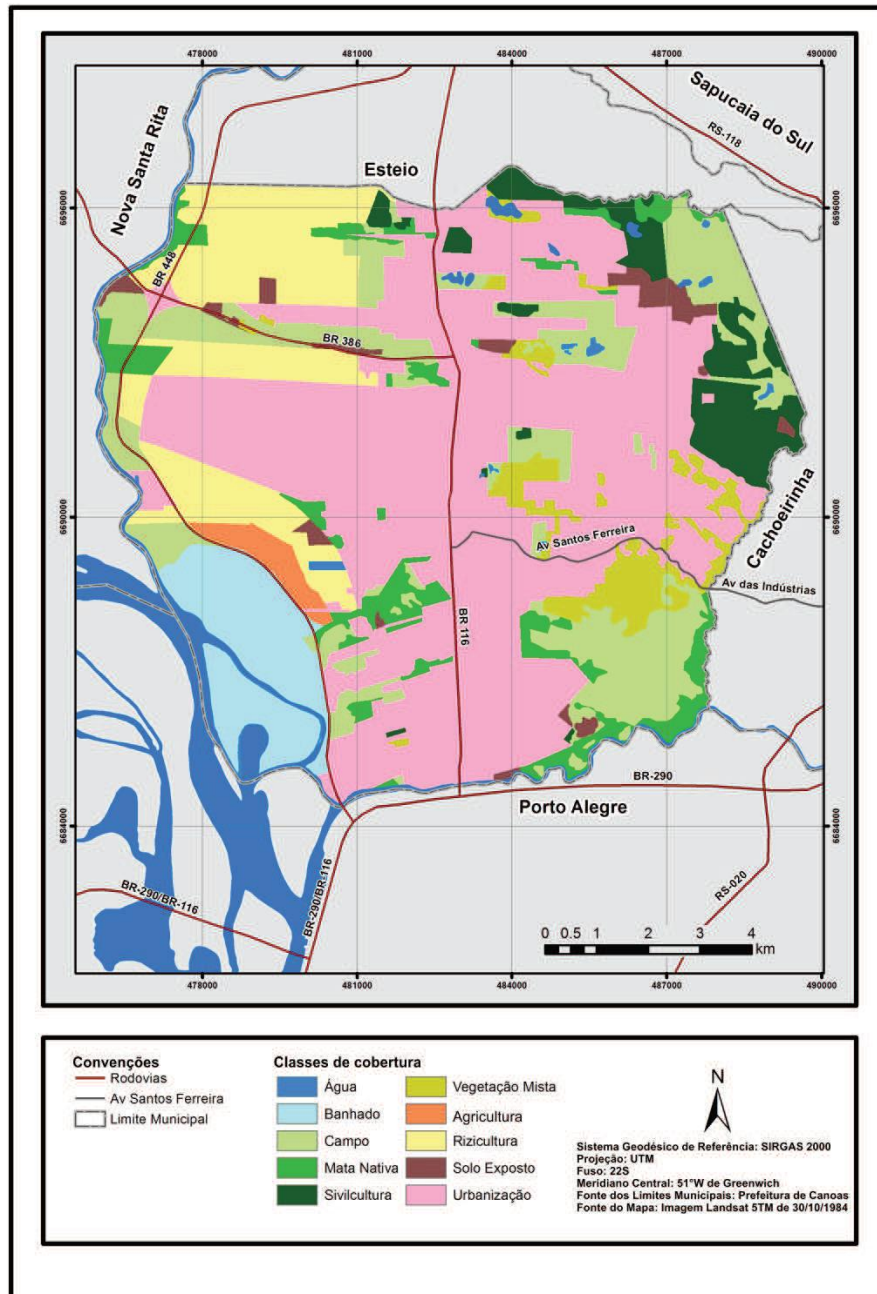 478000
481000
484000
487000
490000
Sapucaia do Sul
RS-118
Nova Santa Rita
Esteio
6696000
6696000
BR 448
BR 386
6690000
6690000
Av Santos Ferreira
Cachoeirinha
Av das Indústrias
BR 116
BR-290
Porto Alegre
6684000
6684000
BR-290/BR-116
BR-290/BR-116
RS-020
0 0.5 1 2 3 4
km
478000
481000
484000
487000
490000
Convenções
Rodovias
Av Santos Ferreira
Limite Municipal
Classes de cobertura
Água
Banhado
Campo
Mata Nativa
Sivilcultura
Vegetação Mista
Agricultura
Rizicultura
Solo Exposto
Urbanização
N
Sistema Geodésico de Referência: SIRGAS 2000
Projeção: UTM
Fuso: 22S
Meridiano Central: 51°W de Greenwich
Fonte dos Limites Municipais: Prefeitura de Canoas
Fonte do Mapa: Imagem Landsat 5TM de 30/10/1984